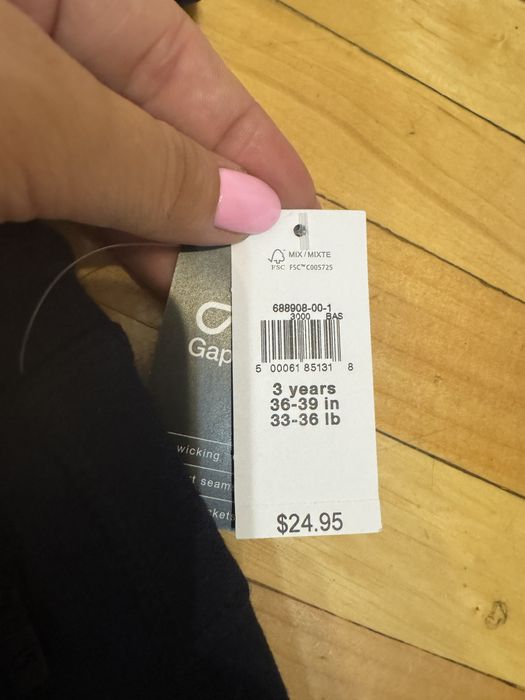 MIX / MIXTE
FSC
FSC™ C005725
688908-00-1
3000 BAS
5 00061 85131 8
3 years
36-39 in
33-36 lb
$24.95
Gap
wicking
seam